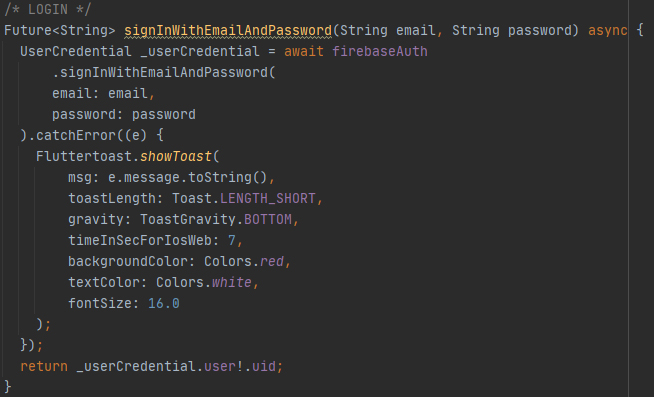 /* LOGIN */
Future<String> signInWithEmailAndPassword(String email, String password) async {
  UserCredential _userCredential = await firebaseAuth
      .signInWithEmailAndPassword(
      email: email,
      password: password
  ).catchError((e) {
    Fluttertoast.showToast(
        msg: e.message.toString(),
        toastLength: Toast.LENGTH_SHORT,
        gravity: ToastGravity.BOTTOM,
        timeInSecForIosWeb: 7,
        backgroundColor: Colors.red,
        textColor: Colors.white,
        fontSize: 16.0
    );
  });
  return _userCredential.user!.uid;
}